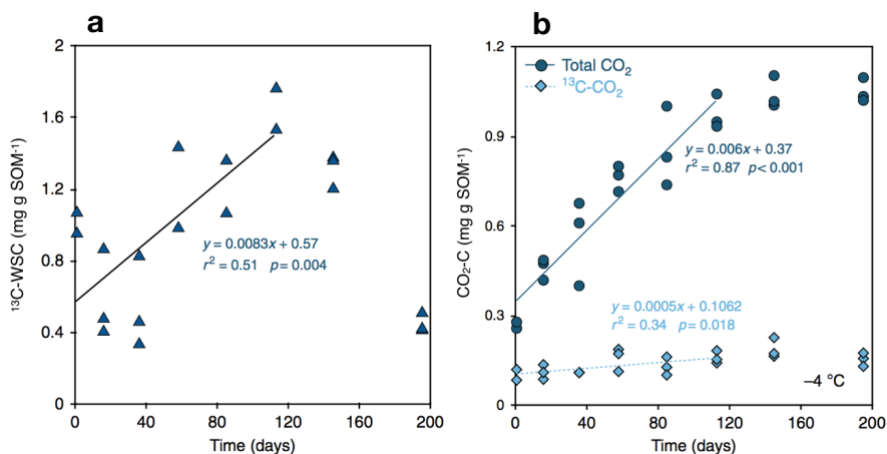 a
2
1.6
1.2
0.8
0.4
0
¹³C-WSC (mg g SOM⁻¹)
y = 0.0083x + 0.57
r² = 0.51 p = 0.004
0 40 80 120 160 200
Time (days)
b
1.2
0.9
0.6
0.3
0
CO₂-C (mg g SOM⁻¹)
Total CO₂
¹³C-CO₂
y = 0.006x + 0.37
r² = 0.87 p< 0.001
y = 0.0005x + 0.1062
r² = 0.34 p = 0.018
–4 °C
0 40 80 120 160 200
Time (days)